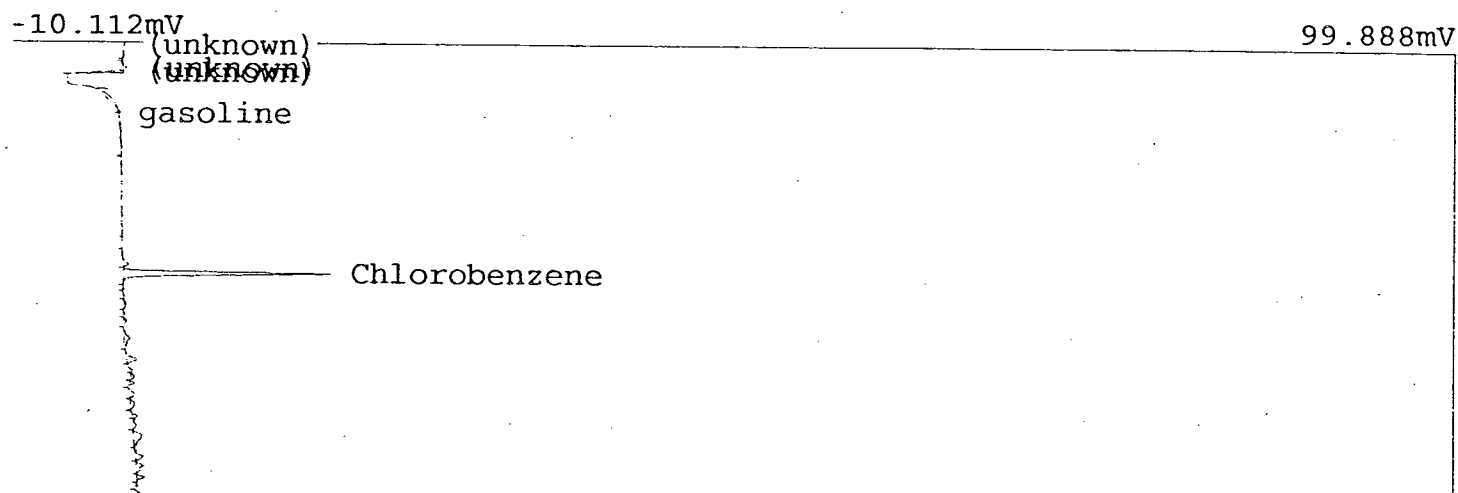 -10.112mV 99.888mV
(unknown)
(unknown)
gasoline
Chlorobenzene